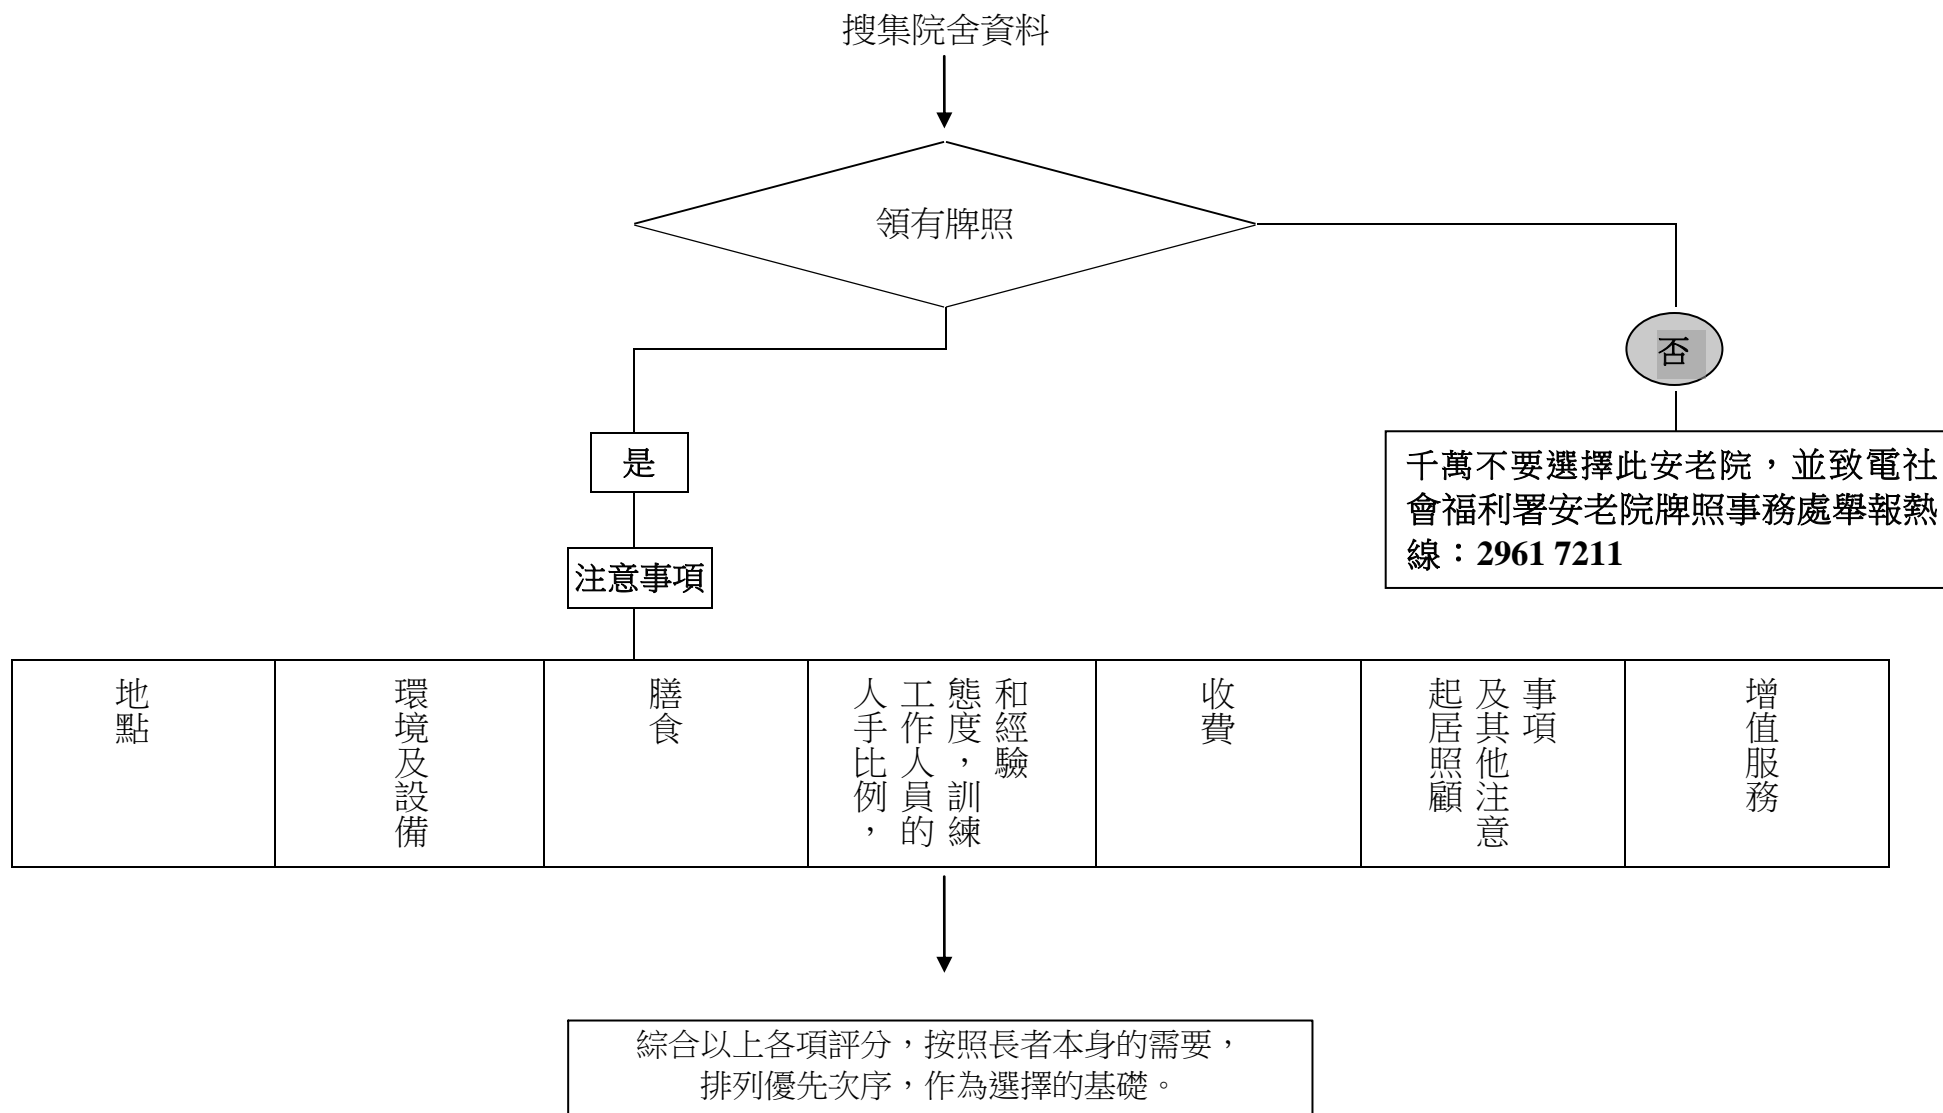 搜集院舍資料
領有牌照
否
是
千萬不要選擇此安老院，並致電社
會福利署安老院牌照事務處舉報熱
線：2961 7211
注意事項
地點
環境及設備
膳食
人手比例，
工作人員的
態度，訓練
和經驗
收費
起居照顧
及其他注意
事項
增值服務
綜合以上各項評分，按照長者本身的需要，
排列優先次序，作為選擇的基礎。